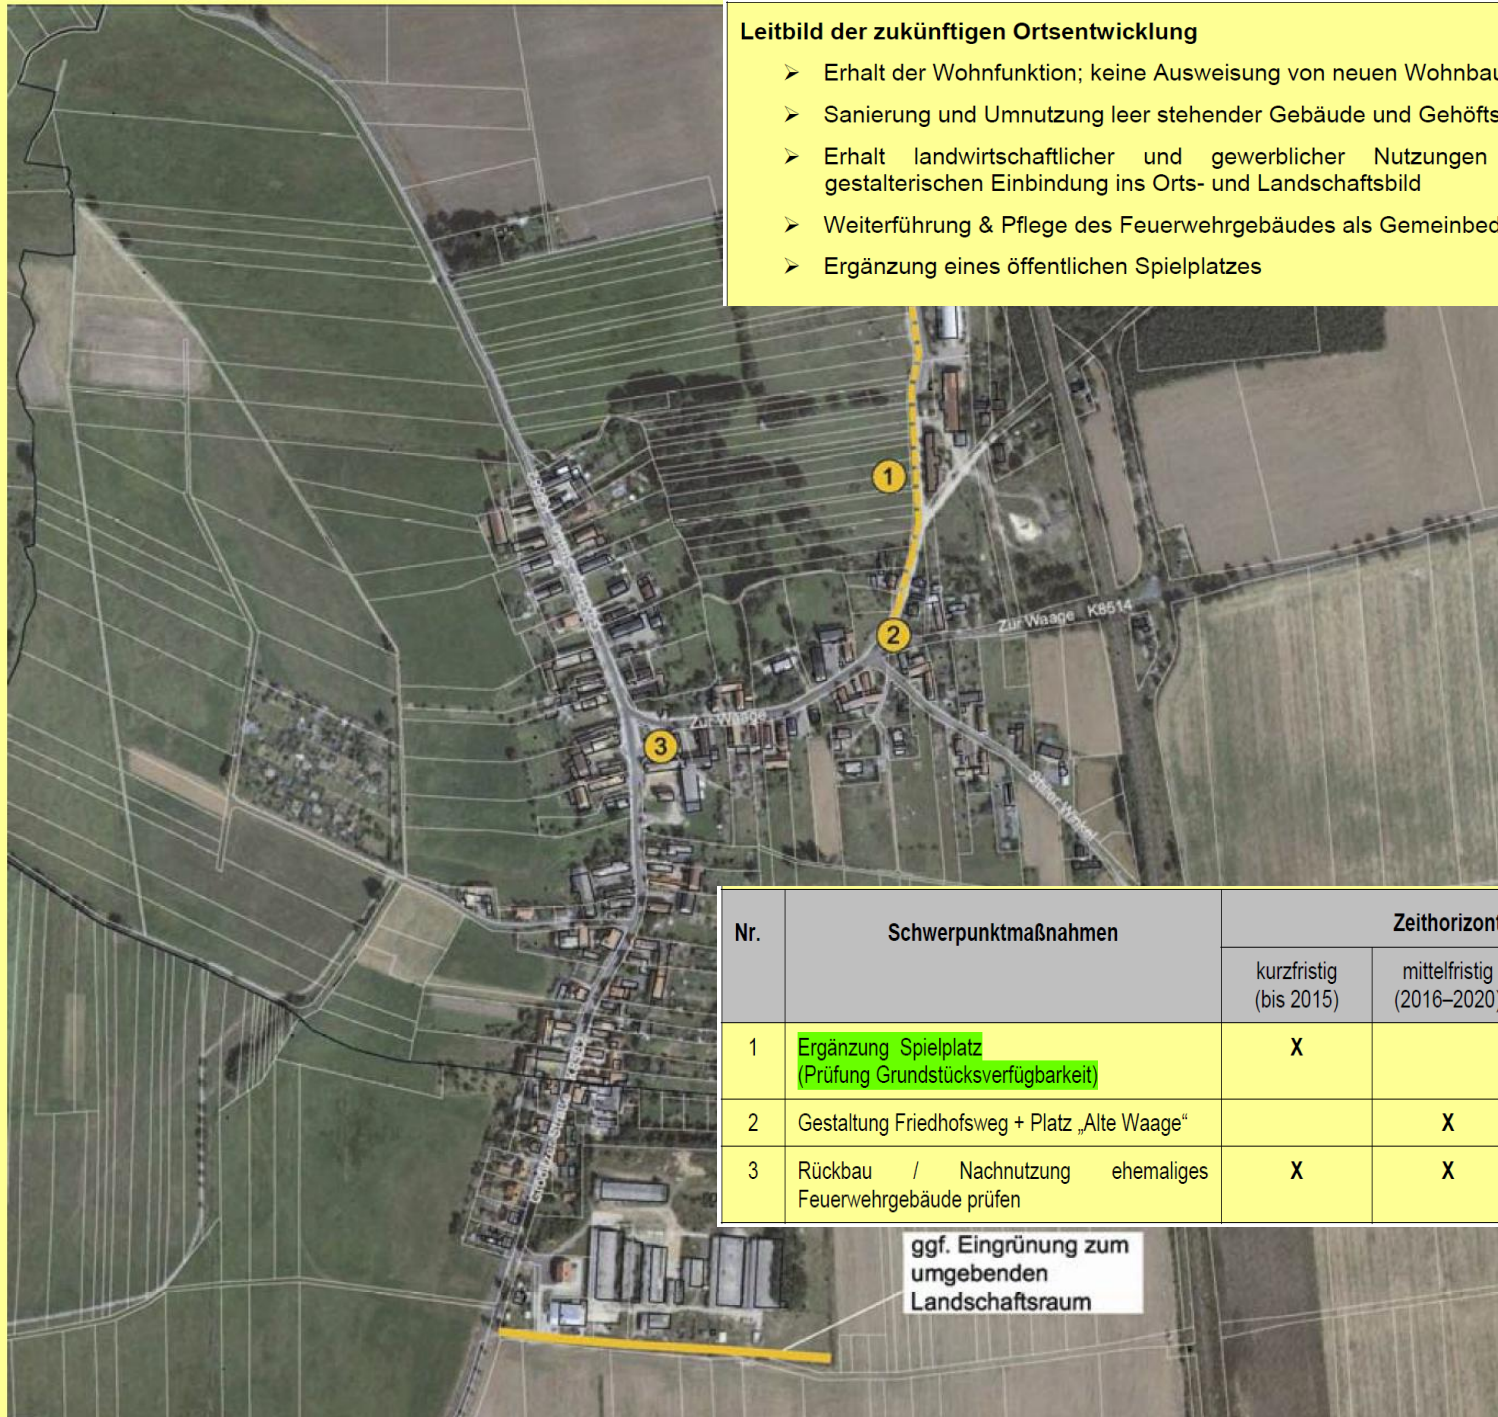 Leitbild der zukünftigen Ortsentwicklung
➢ Erhalt der Wohnfunktion; keine Ausweisung von neuen Wohnbau
➢ Sanierung und Umnutzung leer stehender Gebäude und Gehöfts
➢ Erhalt landwirtschaftlicher und gewerblicher Nutzungen
gestalterischen Einbindung ins Orts- und Landschaftsbild
➢ Weiterführung & Pflege des Feuerwehrgebäudes als Gemeinbed
➢ Ergänzung eines öffentlichen Spielplatzes
1
2
Zur Waage K8514
Zur Waage
3
Nr.
Schwerpunktmaßnahmen
Zeithorizont
kurzfristig
(bis 2015)
mittelfristig
(2016–2020)
1
Ergänzung Spielplatz
(Prüfung Grundstücksverfügbarkeit)
X
2
Gestaltung Friedhofsweg + Platz „Alte Waage“
X
3
Rückbau / Nachnutzung ehemaliges
Feuerwehrgebäude prüfen
X
X
ggf. Eingrünung zum
umgebenden
Landschaftsraum